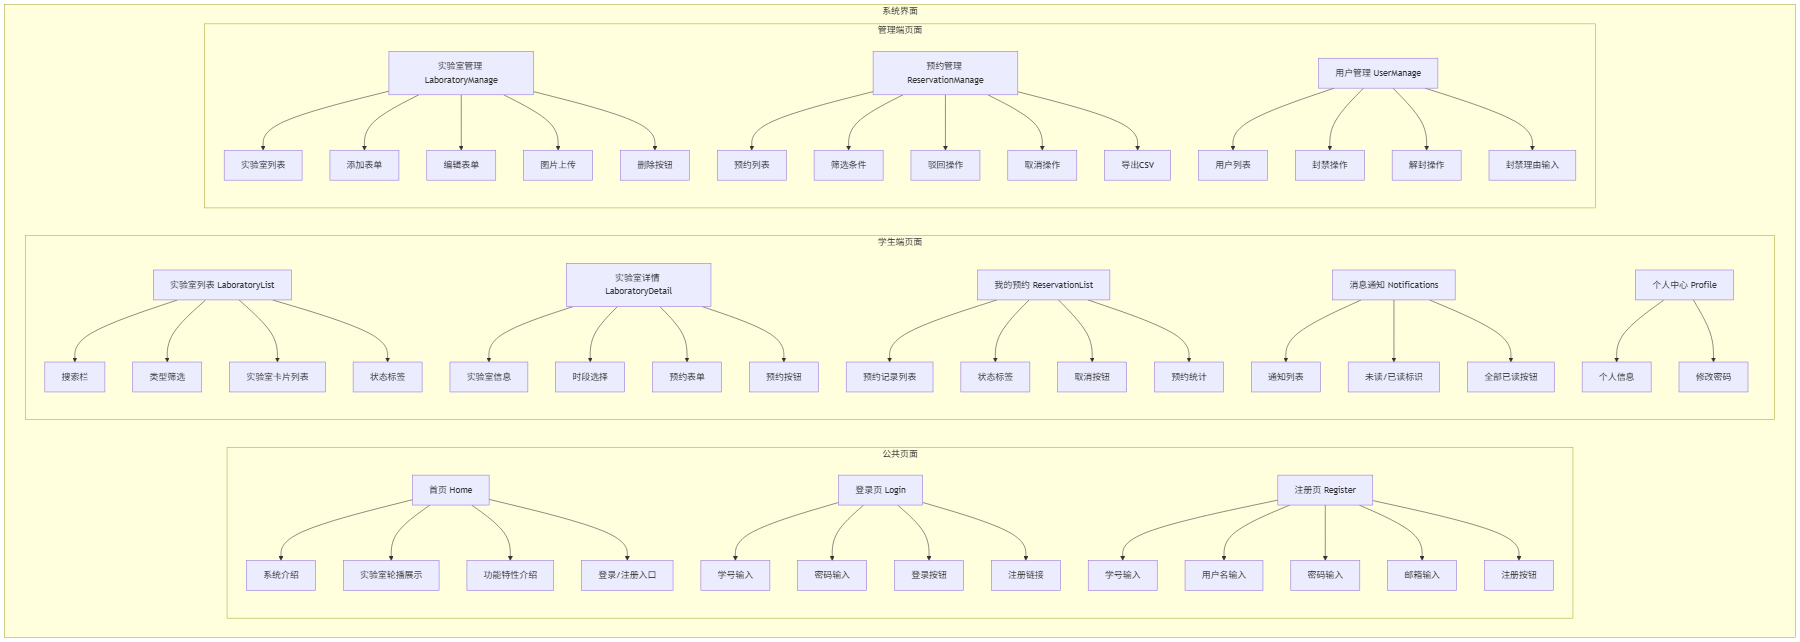 系统界面
管理端页面
实验室管理
LaboratoryManage
预约管理
ReservationManage
用户管理 UserManage
实验室列表
添加表单
编辑表单
图片上传
删除按钮
预约列表
筛选条件
驳回操作
取消操作
导出CSV
用户列表
封禁操作
解封操作
封禁理由输入
学生端页面
实验室列表 LaboratoryList
实验室详情
LaboratoryDetail
我的预约 ReservationList
消息通知 Notifications
个人中心 Profile
搜索栏
类型筛选
实验室卡片列表
状态标签
实验室信息
时段选择
预约表单
预约按钮
预约记录列表
状态标签
取消按钮
预约统计
通知列表
未读/已读标识
全部已读按钮
个人信息
修改密码
公共页面
首页 Home
登录页 Login
注册页 Register
系统介绍
实验室轮播展示
功能特性介绍
登录/注册入口
学号输入
密码输入
登录按钮
注册链接
学号输入
用户名输入
密码输入
邮箱输入
注册按钮